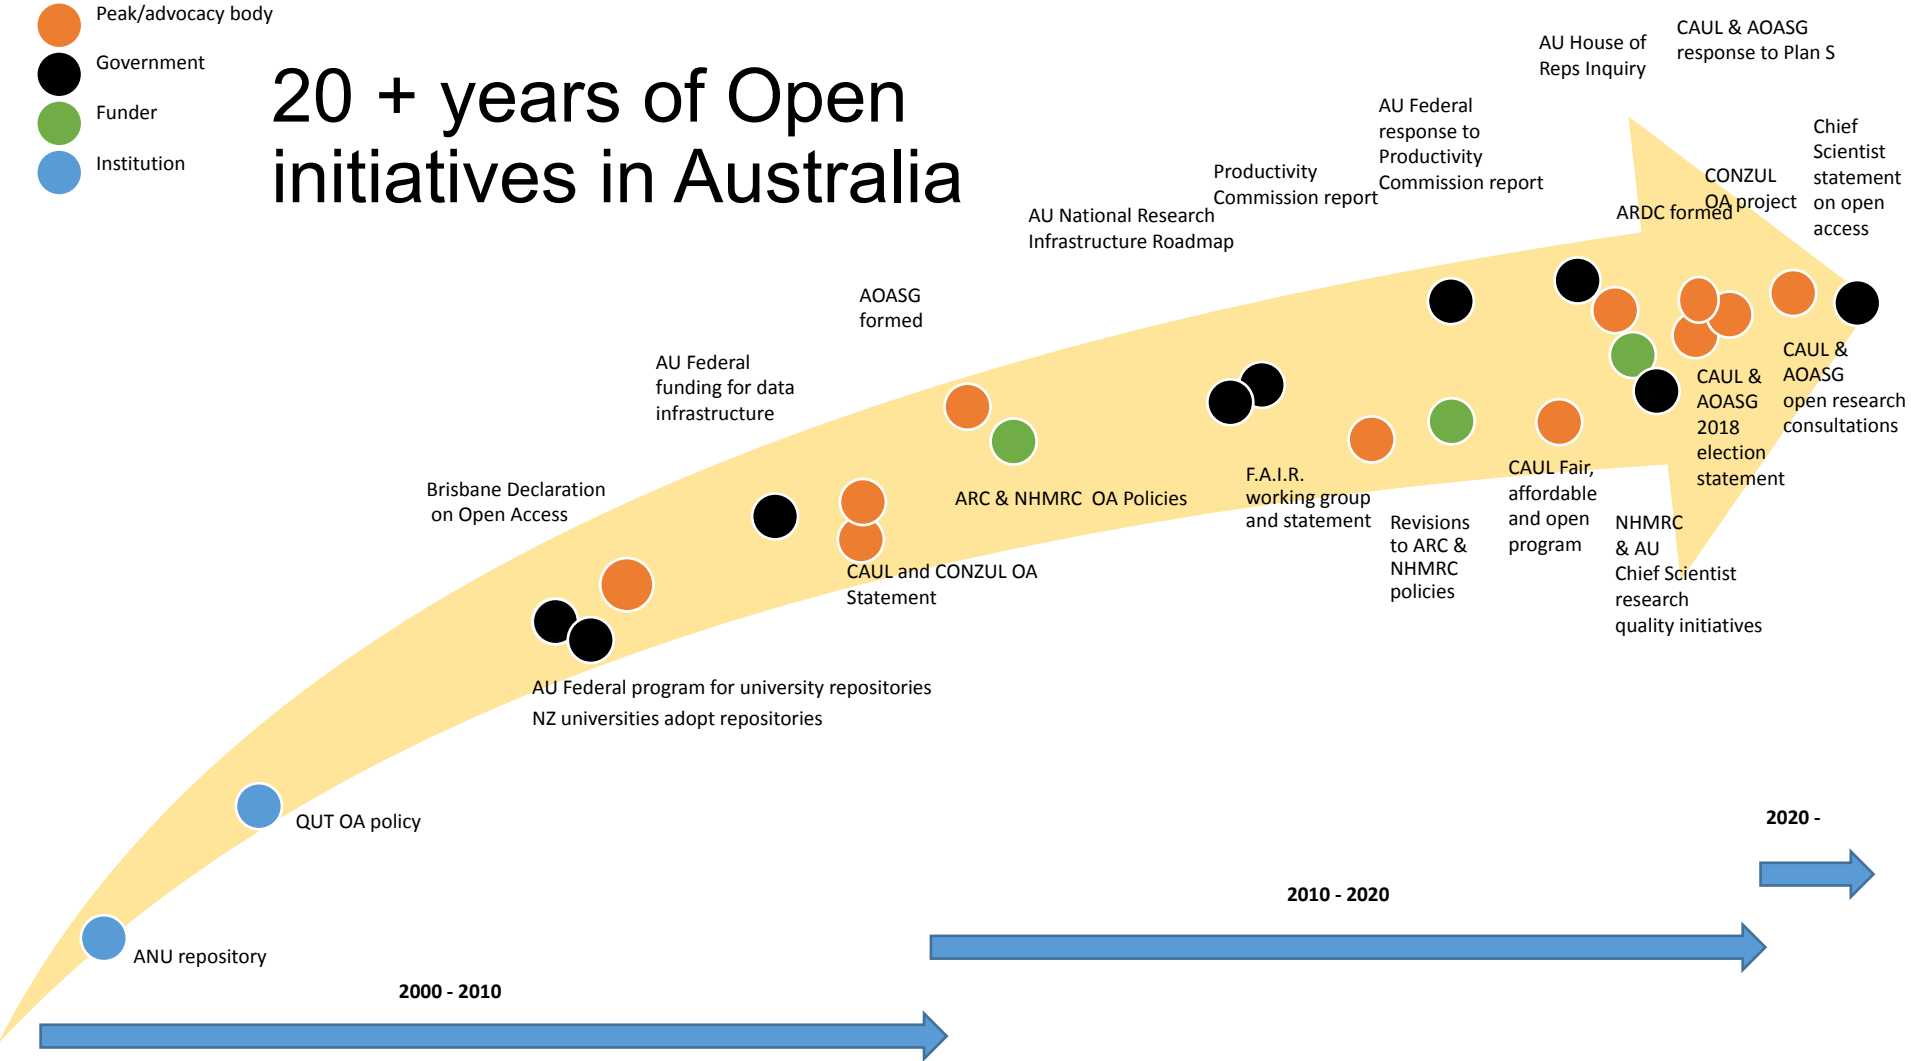 Peak/advocacy body
Government
Funder
Institution
20 + years of Open
initiatives in Australia
AU House of
Reps Inquiry
CAUL & AOASG
response to Plan S
AU Federal
response to
Productivity
Commission report
Chief
Scientist
statement
on open
access
Productivity
Commission report
CONZUL
OA project
ARDC formed
AU National Research
Infrastructure Roadmap
AOASG
formed
AU Federal
funding for data
infrastructure
CAUL &
AOASG
open research
consultations
CAUL &
AOASG
2018
election
statement
Brisbane Declaration
on Open Access
ARC & NHMRC  OA Policies
F.A.I.R.
working group
and statement
CAUL Fair,
affordable
and open
program
Revisions
to ARC &
NHMRC
policies
NHMRC
& AU
Chief Scientist
research
quality initiatives
CAUL and CONZUL OA
Statement
AU Federal program for university repositories
NZ universities adopt repositories
QUT OA policy
ANU repository
2020 -
2010 - 2020
2000 - 2010